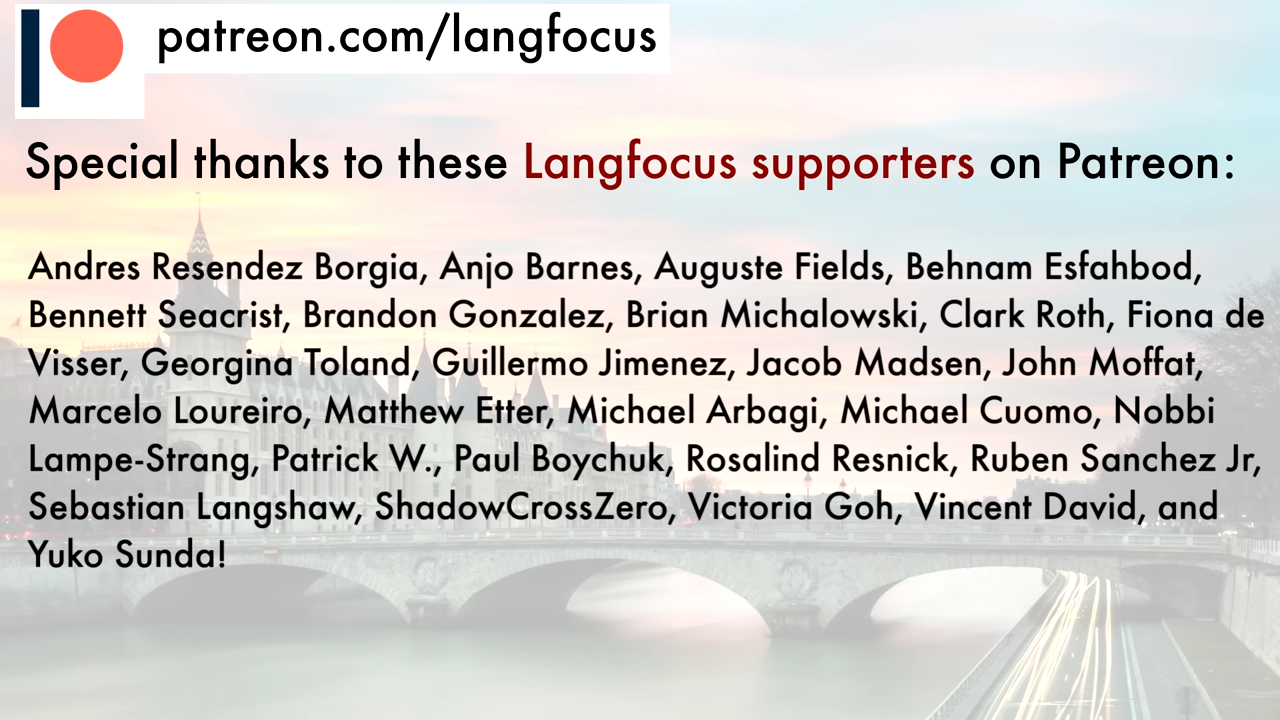 patreon.com/langfocus
Special thanks to these Langfocus supporters on Patreon:
Andres Resendez Borgia, Anjo Barnes, Auguste Fields, Behnam Esfahbod,
Bennett Seacrist, Brandon Gonzalez, Brian Michalowski, Clark Roth, Fiona de
Visser, Georgina Toland, Guillermo Jimenez, Jacob Madsen, John Moffat,
Marcelo Loureiro, Matthew Etter, Michael Arbagi, Michael Cuomo, Nobbi
Lampe-Strang, Patrick W., Paul Boychuk, Rosalind Resnick, Ruben Sanchez Jr,
Sebastian Langshaw, ShadowCrossZero, Victoria Goh, Vincent David, and
Yuko Sunda!